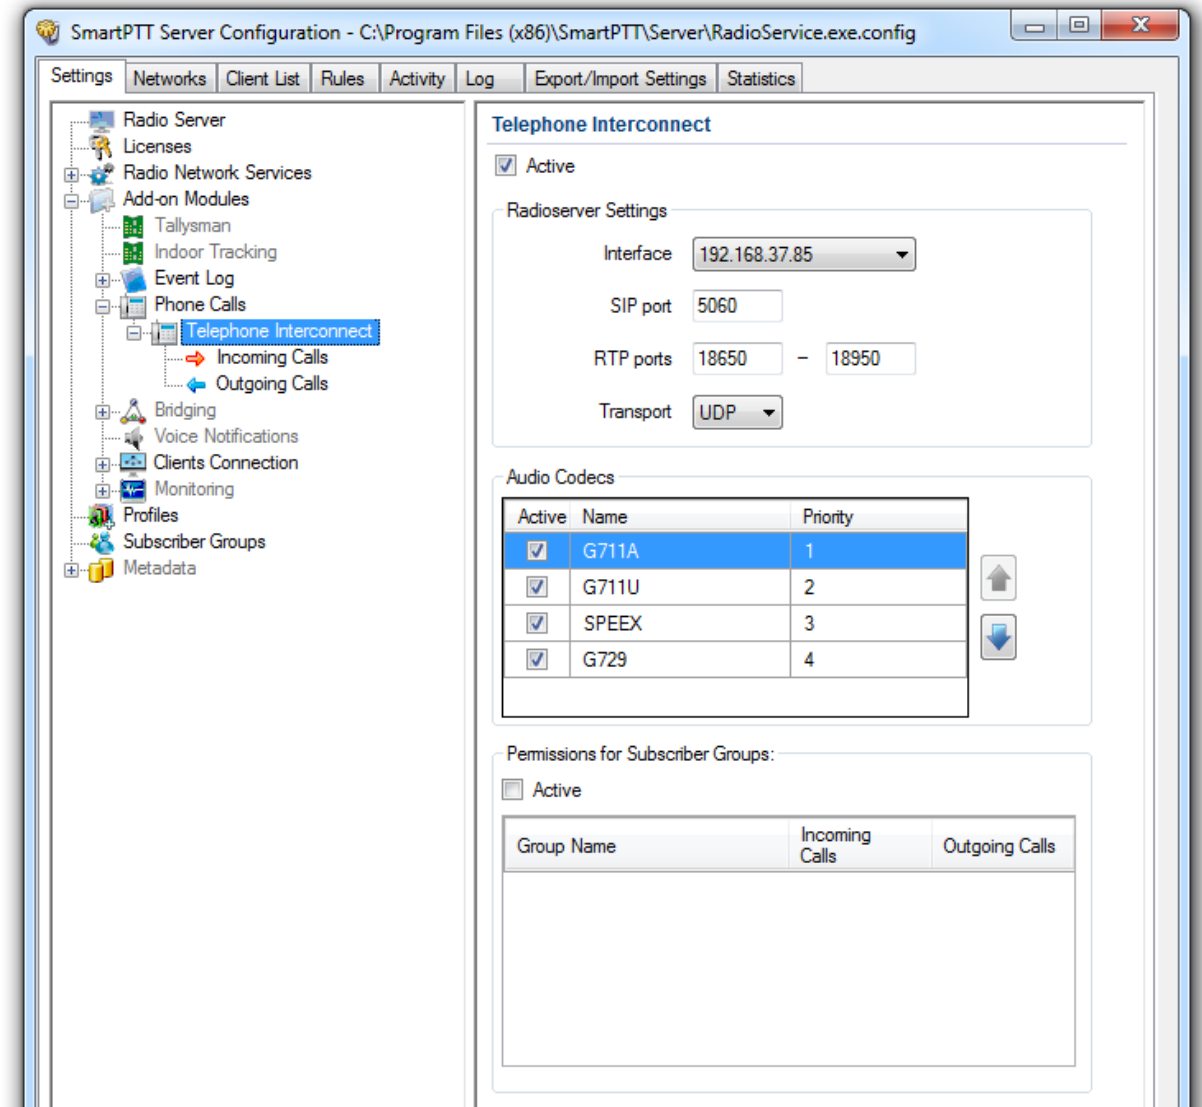 SmartPTT Server Configuration - C:\Program Files (x86)\SmartPTT\Server\RadioService.exe.config
Settings Networks Client List Rules Activity Log Export/Import Settings Statistics
Radio Server
Licenses
Radio Network Services
Add-on Modules
Tallysman
Indoor Tracking
Event Log
Phone Calls
Telephone Interconnect
Incoming Calls
Outgoing Calls
Bridging
Voice Notifications
Clients Connection
Monitoring
Profiles
Subscriber Groups
Metadata
Telephone Interconnect
Active
Radioserver Settings
Interface 192.168.37.85
SIP port 5060
RTP ports 18650 – 18950
Transport UDP
Audio Codecs
Active Name Priority
G711A 1
G711U 2
SPEEX 3
G729 4
Permissions for Subscriber Groups:
Active
Group Name Incoming Calls Outgoing Calls